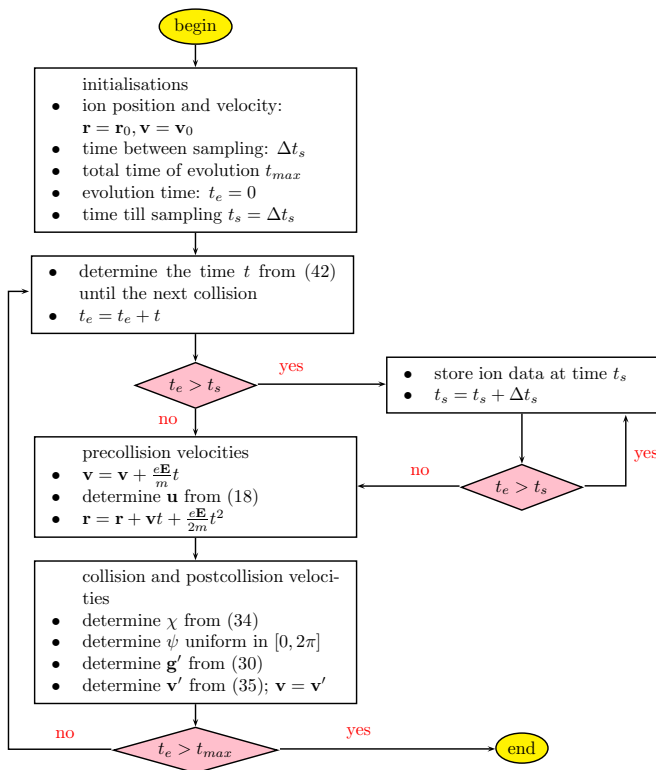 begin
initialisations
• ion position and velocity:
r = r₀, v = v₀
• time between sampling: Δtₛ
• total time of evolution tₘₐₓ
• evolution time: tₑ = 0
• time till sampling tₛ = Δtₛ
• determine the time t from (42)
until the next collision
• tₑ = tₑ + t
yes
tₑ > tₛ
no
• store ion data at time tₛ
• tₛ = tₛ + Δtₛ
yes
tₑ > tₛ
no
precollision velocities
• v = v + \frac{eE}{m}t
• determine u from (18)
• r = r + vt + \frac{eE}{2m}t²
collision and postcollision veloci-
ties
• determine χ from (34)
• determine ψ uniform in [0, 2π]
• determine g′ from (30)
• determine v′ from (35); v = v′
no
tₑ > tₘₐₓ
yes
end